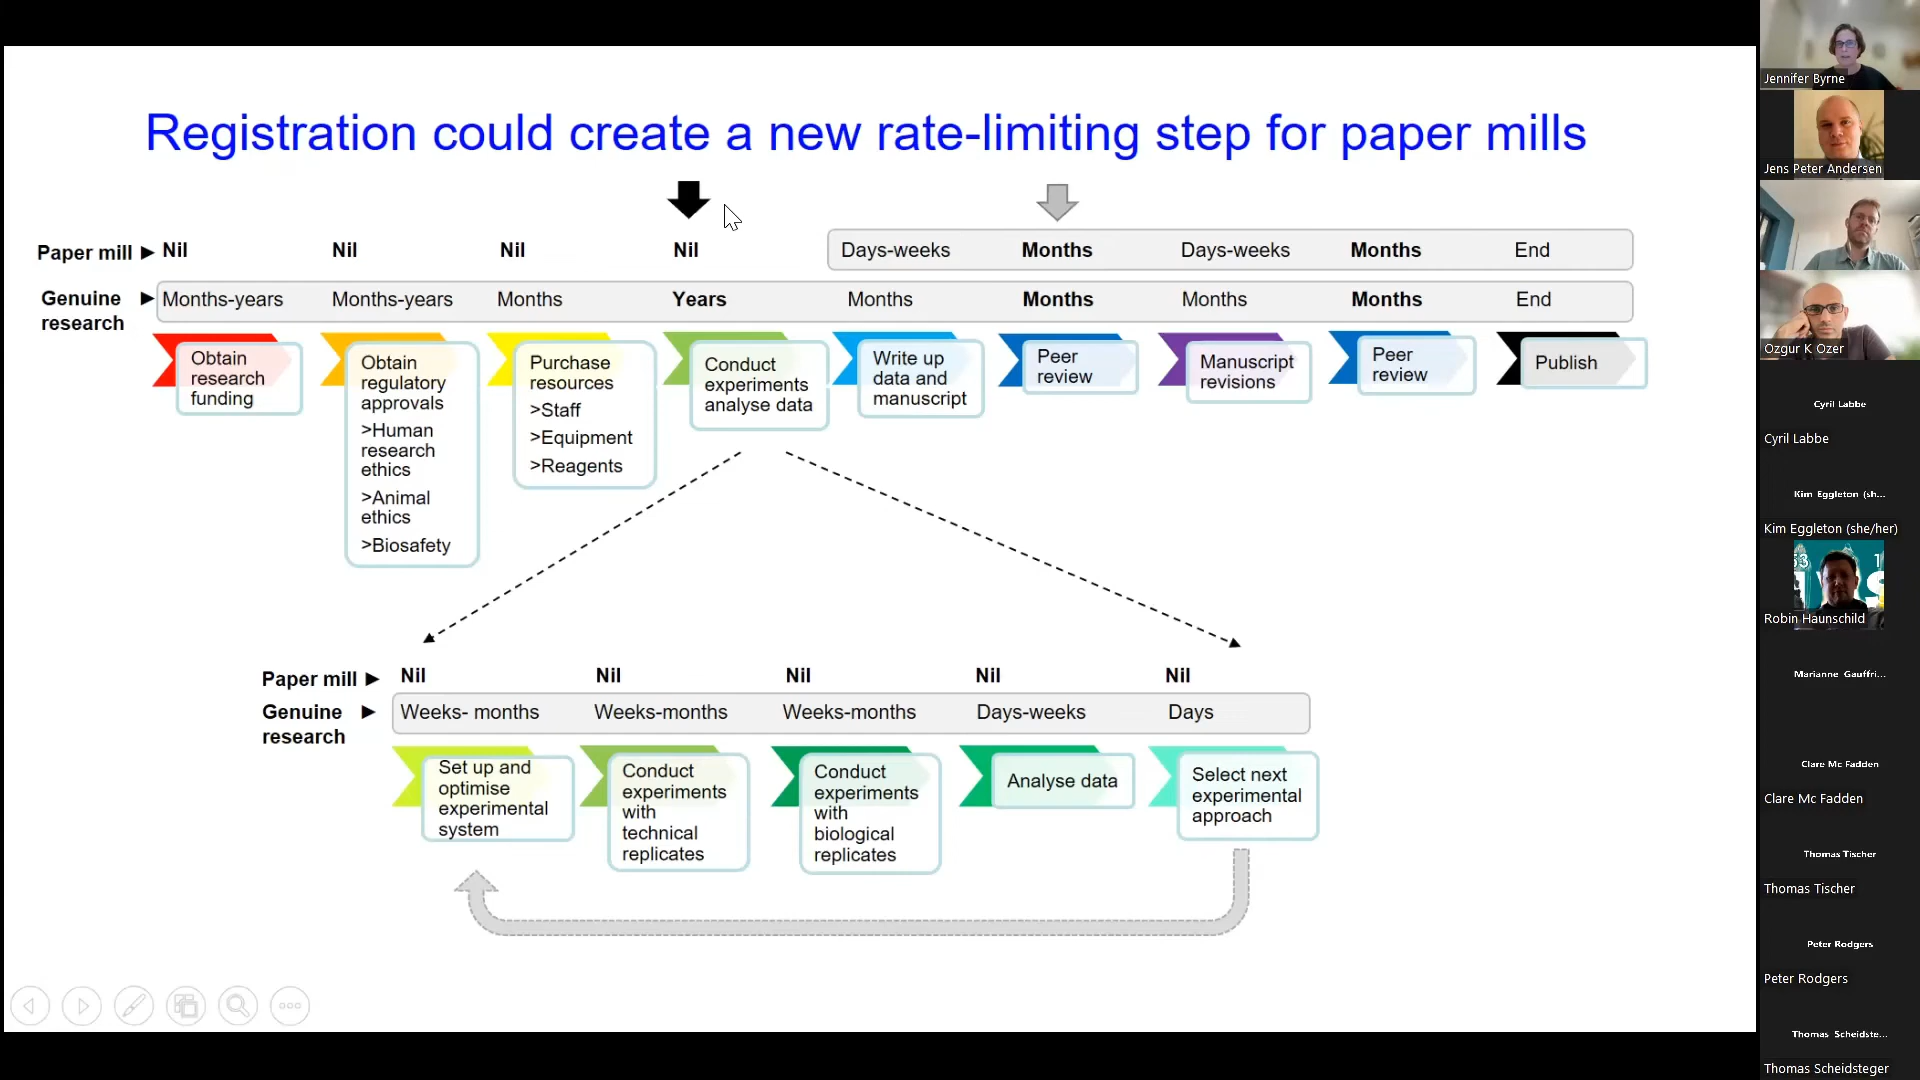 Registration could create a new rate-limiting step for paper mills
Paper mill ► Nil Nil Nil Nil Days-weeks Months Days-weeks Months End
Genuine research ► Months-years Months-years Months Years Months Months Months Months End
Obtain
research
funding
Obtain
regulatory
approvals
>Human
research
ethics
>Animal
ethics
>Biosafety
Purchase
resources
>Staff
>Equipment
>Reagents
Conduct
experiments
analyse data
Write up
data and
manuscript
Peer
review
Manuscript
revisions
Peer
review
Publish
Paper mill ► Nil Nil Nil Nil Nil
Genuine research ► Weeks- months Weeks-months Weeks-months Days-weeks Days
Set up and
optimise
experimental
system
Conduct
experiments
with
technical
replicates
Conduct
experiments
with
biological
replicates
Analyse data
Select next
experimental
approach
Jennifer Byrne
Jens Peter Andersen
Ozgur K Ozer
Cyril Labbe
Cyril Labbe
Kim Eggleton (sh...
Kim Eggleton (she/her)
53
Robin Haunschild
Marianne Gauffri...
Clare Mc Fadden
Clare Mc Fadden
Thomas Tischer
Thomas Tischer
Peter Rodgers
Peter Rodgers
Thomas Scheidste...
Thomas Scheidsteger